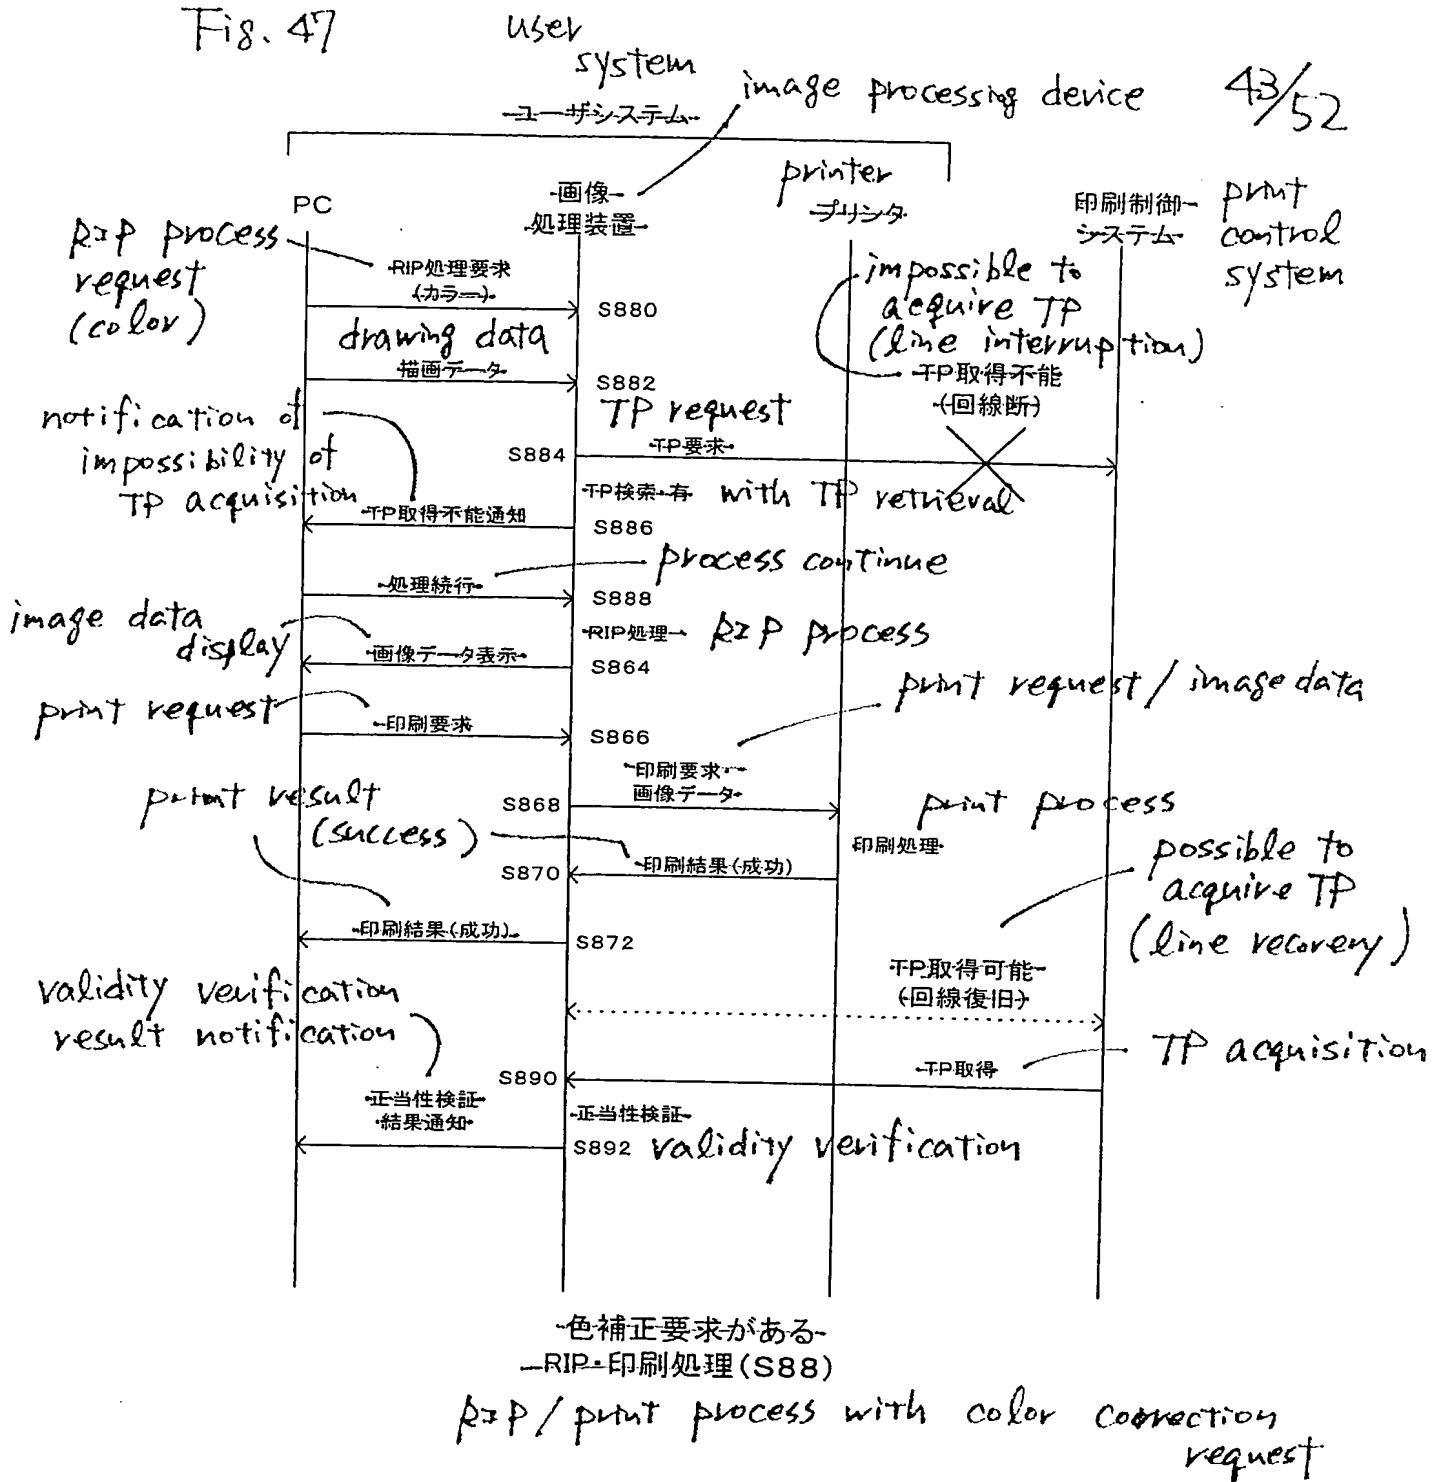 Fig. 47
43/52
user
system
ユーザシステム
image processing device
PC
画像
処理装置
printer
プリンタ
印刷制御
システム
print
control
system
RIP process
request
(color)
RIP処理要求
(カラー)
S880
impossible to
acquire TP
(line interruption)
TP取得不能
(回線断)
drawing data
描画データ
S882
notification of
impossibility of
TP acquisition
TP request
S884
TP要求
TP検索・有
with TP retrieval
TP取得不能通知
S886
process continue
処理続行
S888
image data
display
RIP処理
RIP process
画像データ表示
S864
print request
印刷要求
S866
print request / image data
印刷要求
画像データ
S868
print result
(success)
print process
印刷処理
S870
印刷結果(成功)
印刷結果(成功)
S872
possible to
acquire TP
(line recovery)
TP取得可能
(回線復旧)
validity verification
result notification
TP acquisition
S890
TP取得
正当性検証
結果通知
正当性検証
S892
validity verification
色補正要求がある
RIP・印刷処理(S88)
RIP/print process with color correction
request